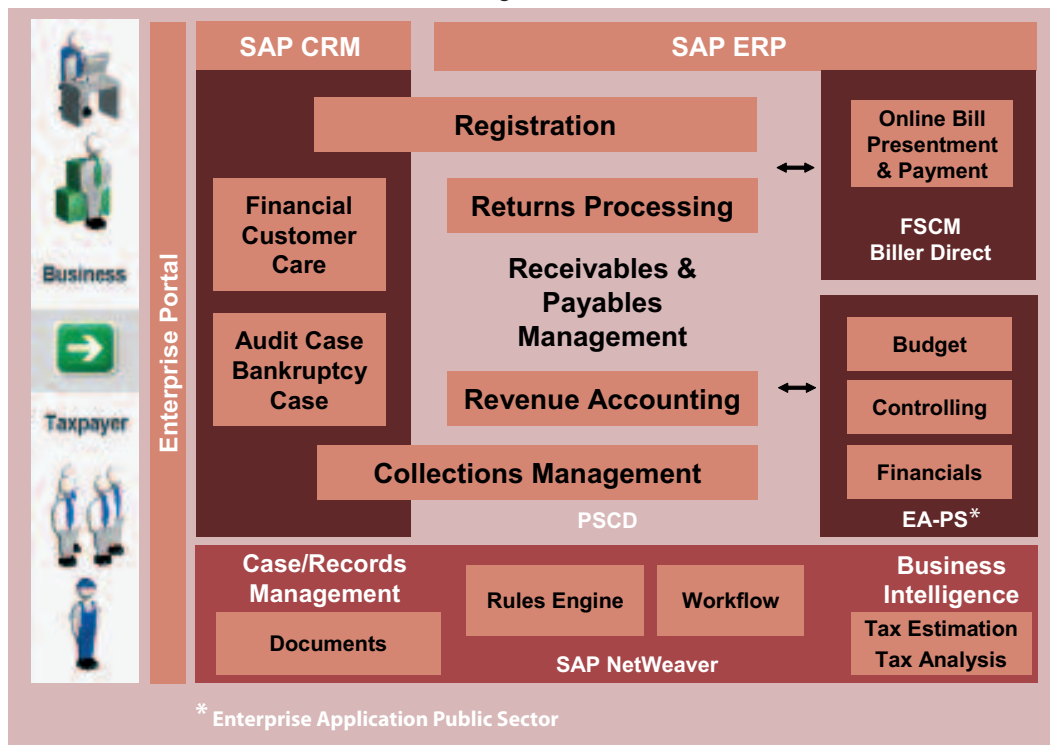 Business
Taxpayer
Enterprise Portal
SAP CRM
SAP ERP
Registration
Financial
Customer
Care
Audit Case
Bankruptcy
Case
Returns Processing
Receivables &
Payables
Management
Revenue Accounting
Collections Management
PSCD
Online Bill
Presentment
& Payment
FSCM
Biller Direct
Budget
Controlling
Financials
EA-PS*
Case/Records
Management
Documents
Rules Engine
Workflow
SAP NetWeaver
Business
Intelligence
Tax Estimation
Tax Analysis
* Enterprise Application Public Sector